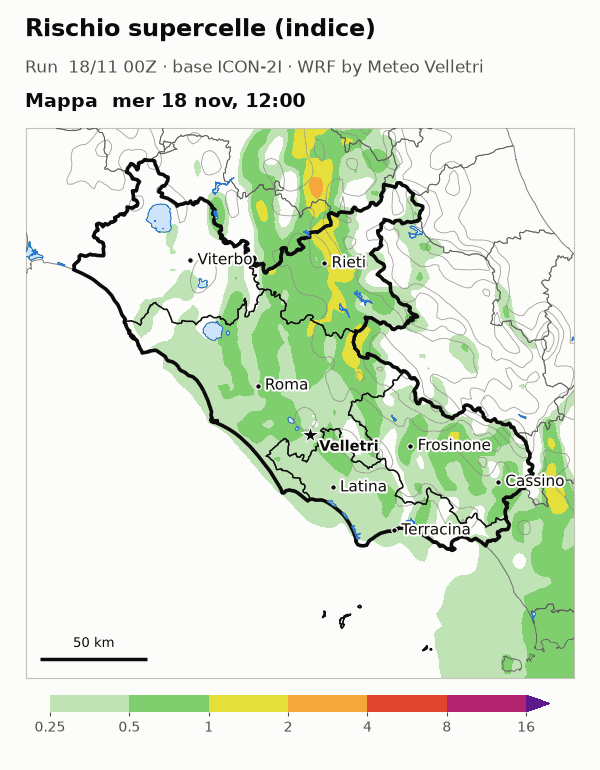 Rischio supercelle (indice)
Run 18/11 00Z · base ICON-2I · WRF by Meteo Velletri
Mappa mer 18 nov, 12:00
Viterbo
Rieti
Roma
Velletri
Frosinone
Latina
Cassino
Terracina
50 km
0.25 0.5 1 2 4 8 16